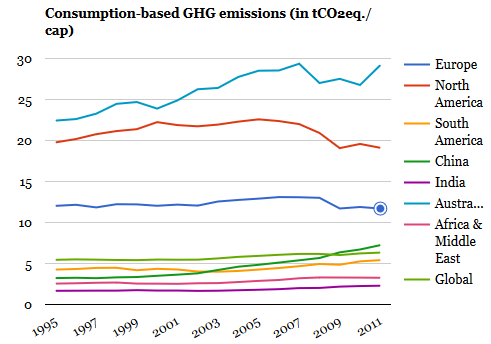 Consumption-based GHG emissions (in tCO2eq./
cap)
30
25
20
15
10
5
0
1995
1997
1999
2001
2003
2005
2007
2009
2011
Europe
North
America
South
America
China
India
Austra...
Africa &
Middle
East
Global